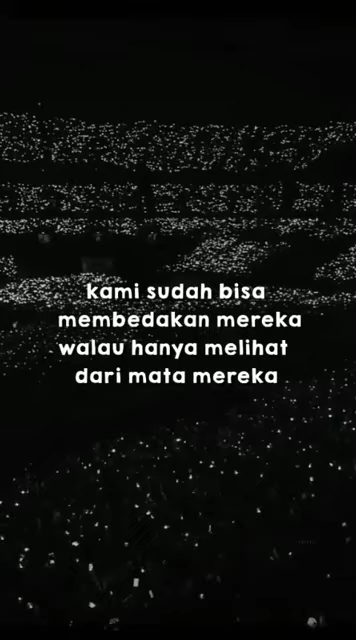 kami sudah bisa
membedakan mereka
walau hanya melihat
dari mata mereka